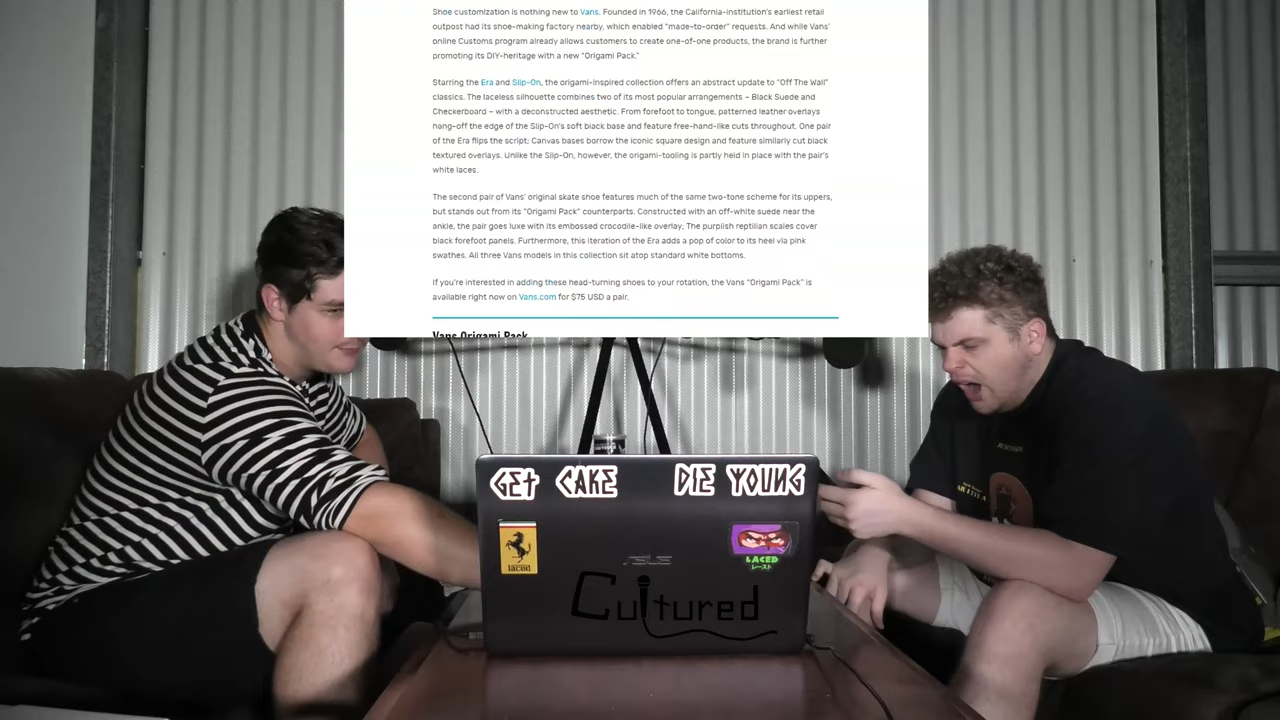 Shoe customization is nothing new to Vans. Founded in 1966, the California-institution's earliest retail
outpost had its shoe-making factory nearby, which enabled "made-to-order" requests. And while Vans'
online Customs program already allows customers to create one-of-one products, the brand is further
promoting its DIY-heritage with a new "Origami Pack."
Starring the Era and Slip-On, the origami-inspired collection offers an abstract update to "Off The Wall"
classics. The laceless silhouette combines two of its most popular arrangements – Black Suede and
Checkerboard – with a deconstructed aesthetic. From forefoot to tongue, patterned leather overlays
hang-off the edge of the Slip-On's soft black base and feature free-hand-like cuts throughout. One pair
of the Era flips the script; Canvas bases borrow the iconic square design and feature similarly cut black
textured overlays. Unlike the Slip-On, however, the origami-tooling is partly held in place with the pair's
white laces.
The second pair of Vans' original skate shoe features much of the same two-tone scheme for its uppers,
but stands out from its "Origami Pack" counterparts. Constructed with an off-white suede near the
ankle, the pair goes luxe with its embossed crocodile-like overlay; The purplish reptilian scales cover
black forefoot panels. Furthermore, this iteration of the Era adds a pop of color to its heel via pink
swathes. All three Vans models in this collection sit atop standard white bottoms.
If you're interested in adding these head-turning shoes to your rotation, the Vans "Origami Pack" is
available right now on Vans.com for $75 USD a pair.
Vans Origami Pack
GET CAKE DIE YOUNG
laced
LACED
レースト
ASUS
Cultured